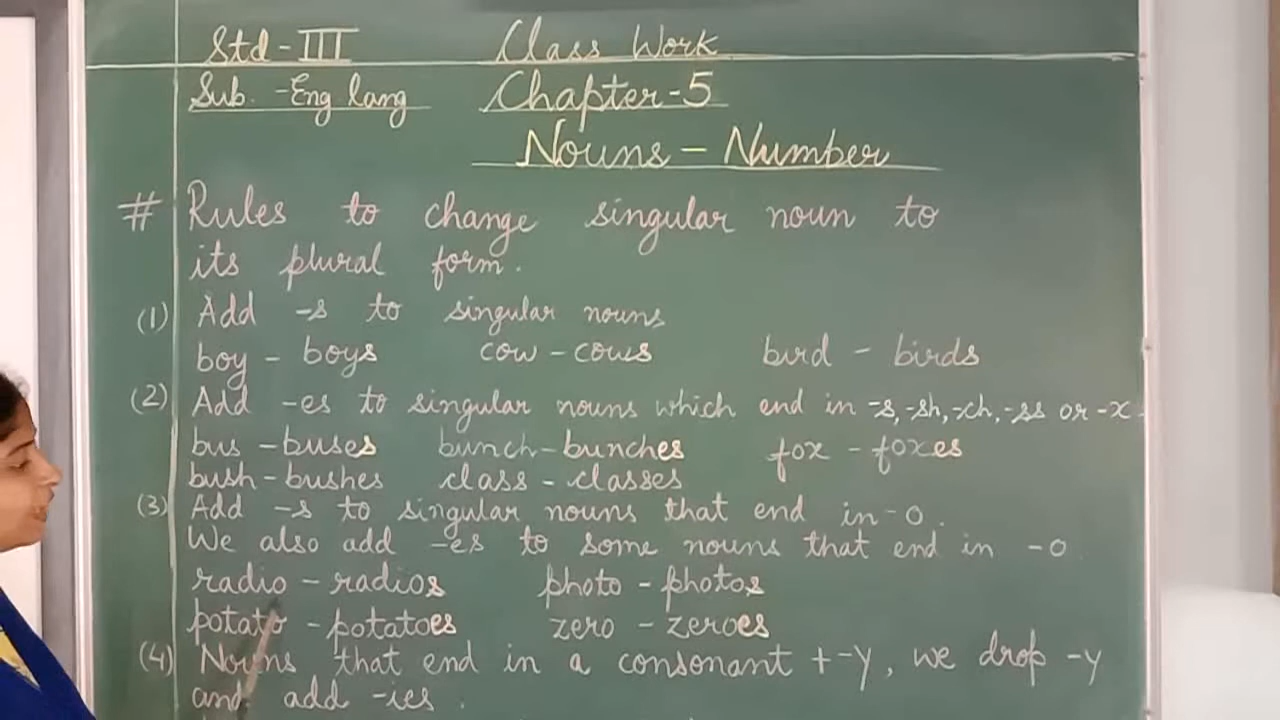 Std-III Class Work
Sub. -Eng lang Chapter-5
Nouns - Number
# Rules to change singular noun to
its plural form.
(1) Add -s to singular nouns
boy - boys cow - cows bird - birds
(2) Add -es to singular nouns which end in -s, -sh, -ch, -ss or -x.
bus - buses bunch - bunches fox - foxes
bush - bushes class - classes
(3) Add -s to singular nouns that end in -o.
We also add -es to some nouns that end in -o
radio - radios photo - photos
potato - potatoes zero - zeroes
(4) Nouns that end in a consonant + -y, we drop -y
and add -ies.